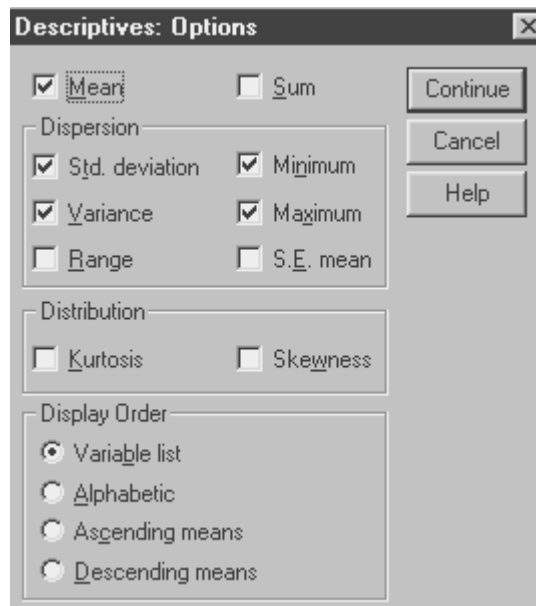 Descriptives: Options
Mean Sum
Continue
Dispersion
Cancel
Std. deviation Minimum
Help
Variance Maximum
Range S.E. mean
Distribution
Kurtosis Skewness
Display Order
Variable list
Alphabetic
Ascending means
Descending means